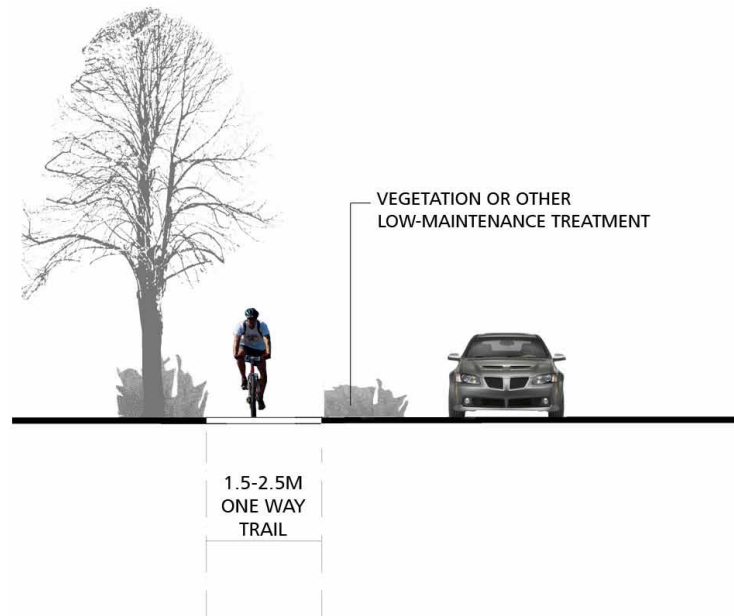 VEGETATION OR OTHER
LOW-MAINTENANCE TREATMENT
1.5-2.5M
ONE WAY
TRAIL